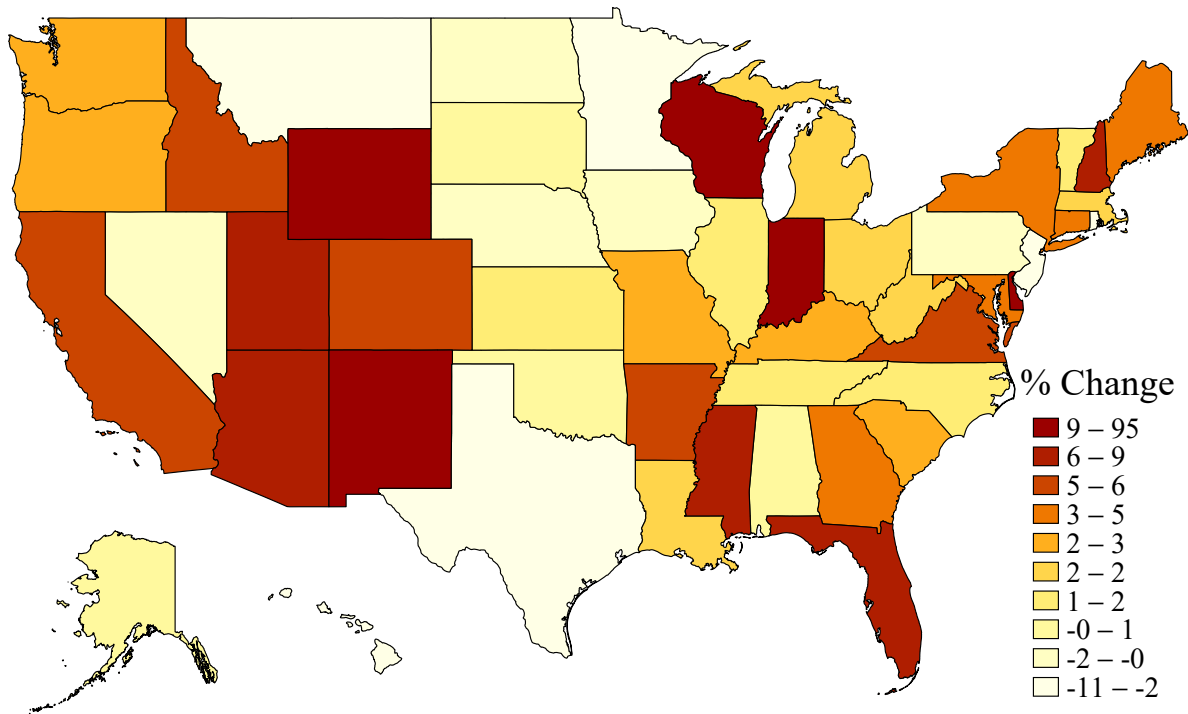 % Change
9 – 95
6 – 9
5 – 6
3 – 5
2 – 3
2 – 2
1 – 2
-0 – 1
-2 – -0
-11 – -2